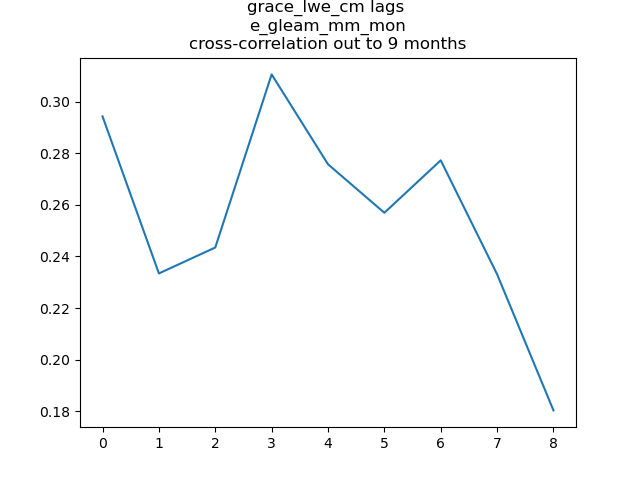 grace_lwe_cm lags
e_gleam_mm_mon
cross-correlation out to 9 months
0.30
0.28
0.26
0.24
0.22
0.20
0.18
0 1 2 3 4 5 6 7 8